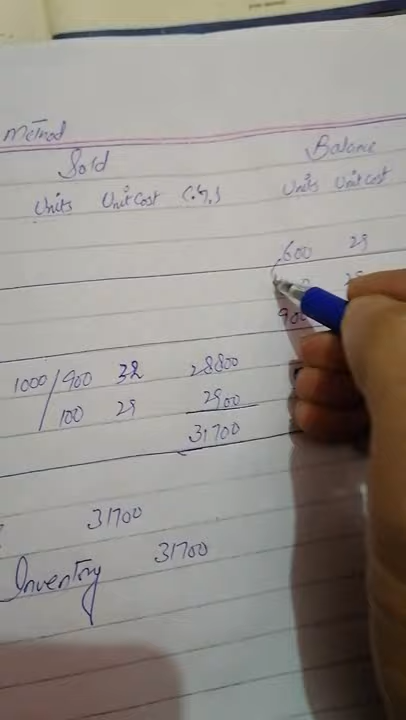 Method
Sold Balance
Units Unit Cost C.G.S Units Unit Cost
600 29
900
1000/900 32 28800
100 29 2900
31700
31700
Inventory 31700